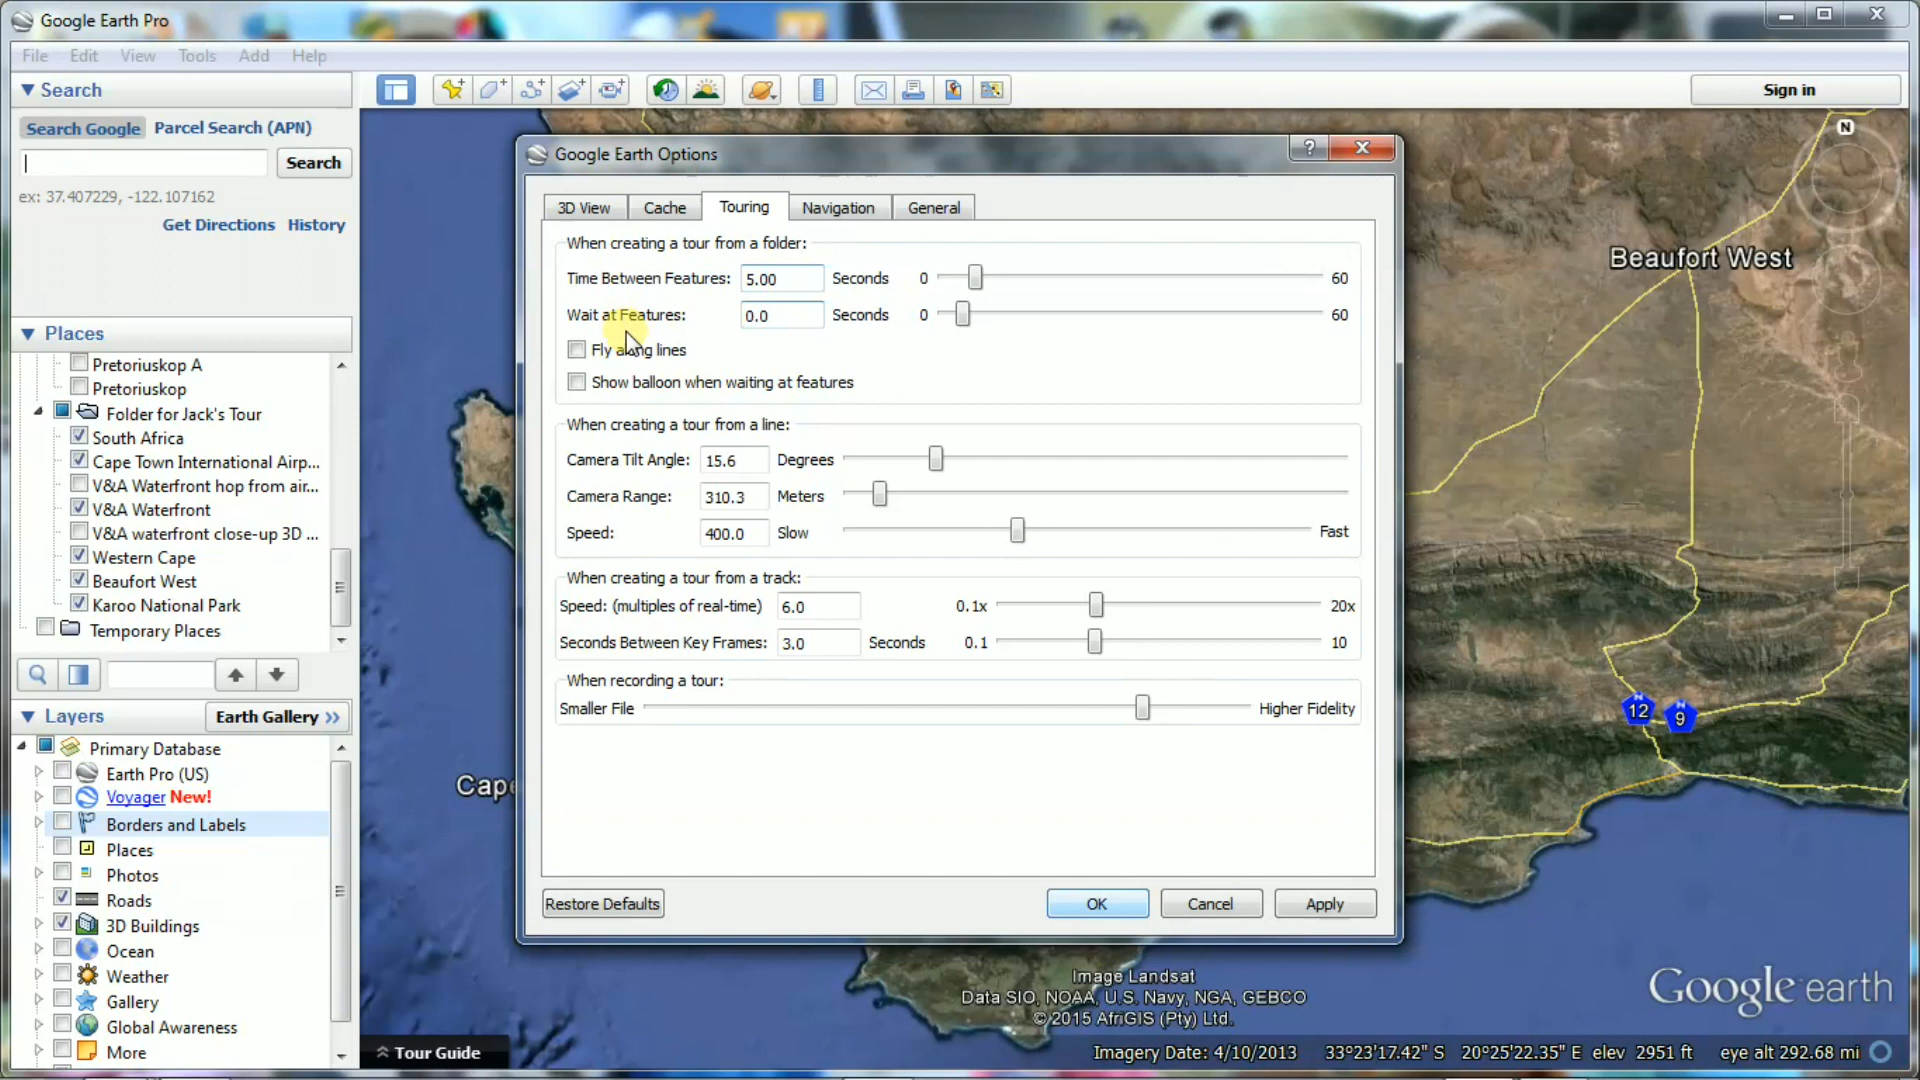 Google Earth Pro
File Edit View Tools Add Help
Search
Sign in
Search Google Parcel Search (APN)
Search
ex: 37.407229, -122.107162
Get Directions History
Places
Pretoriuskop A
Pretoriuskop
Folder for Jack's Tour
South Africa
Cape Town International Airp...
V&A Waterfront hop from air...
V&A Waterfront
V&A waterfront close-up 3D ...
Western Cape
Beaufort West
Karoo National Park
Temporary Places
Layers
Earth Gallery >>
Primary Database
Earth Pro (US)
Voyager New!
Borders and Labels
Places
Photos
Roads
3D Buildings
Ocean
Weather
Gallery
Global Awareness
More
Google Earth Options
?
3D View Cache Touring Navigation General
When creating a tour from a folder:
Time Between Features: 5.00 Seconds 0 60
Wait at Features: 0.0 Seconds 0 60
Fly along lines
Show balloon when waiting at features
When creating a tour from a line:
Camera Tilt Angle: 15.6 Degrees
Camera Range: 310.3 Meters
Speed: 400.0 Slow Fast
When creating a tour from a track:
Speed: (multiples of real-time) 6.0 0.1x 20x
Seconds Between Key Frames: 3.0 Seconds 0.1 10
When recording a tour:
Smaller File Higher Fidelity
Restore Defaults OK Cancel Apply
N
Beaufort West
N 12 N 9
Cape
Image Landsat
Data SIO, NOAA, U.S. Navy, NGA, GEBCO
© 2015 AfriGIS (Pty) Ltd.
Google earth
Tour Guide
Imagery Date: 4/10/2013 33°23'17.42" S 20°25'22.35" E elev 2951 ft eye alt 292.68 mi